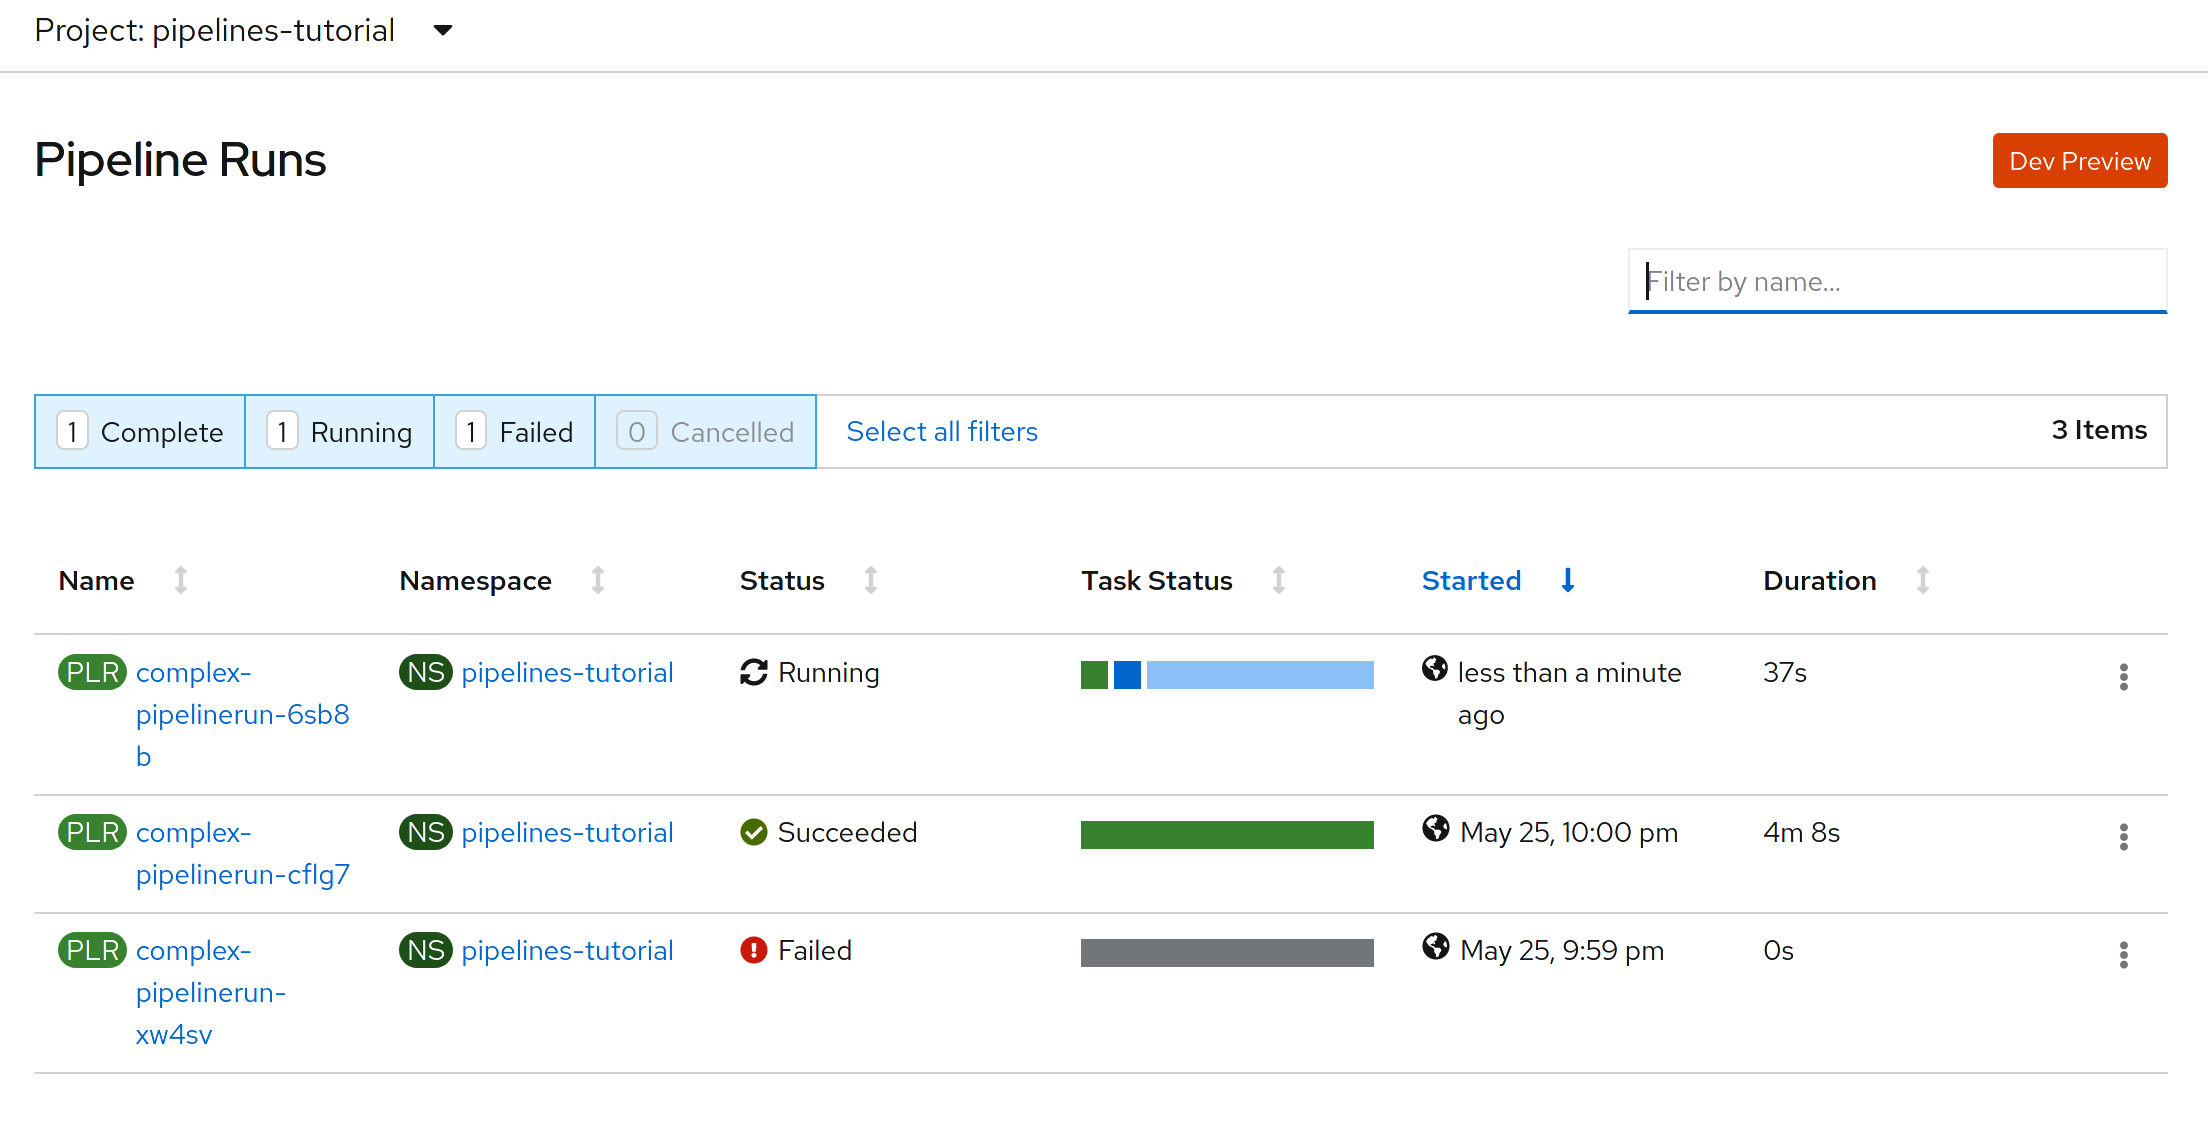 Project: pipelines-tutorial
Pipeline Runs
Dev Preview
Filter by name...
1 Complete 1 Running 1 Failed 0 Cancelled Select all filters 3 Items
Name Namespace Status Task Status Started Duration
PLR complex- NS pipelines-tutorial Running less than a minute 37s
pipelinerun-6sb8 ago
b
PLR complex- NS pipelines-tutorial Succeeded May 25, 10:00 pm 4m 8s
pipelinerun-cflg7
PLR complex- NS pipelines-tutorial Failed May 25, 9:59 pm 0s
pipelinerun-
xw4sv